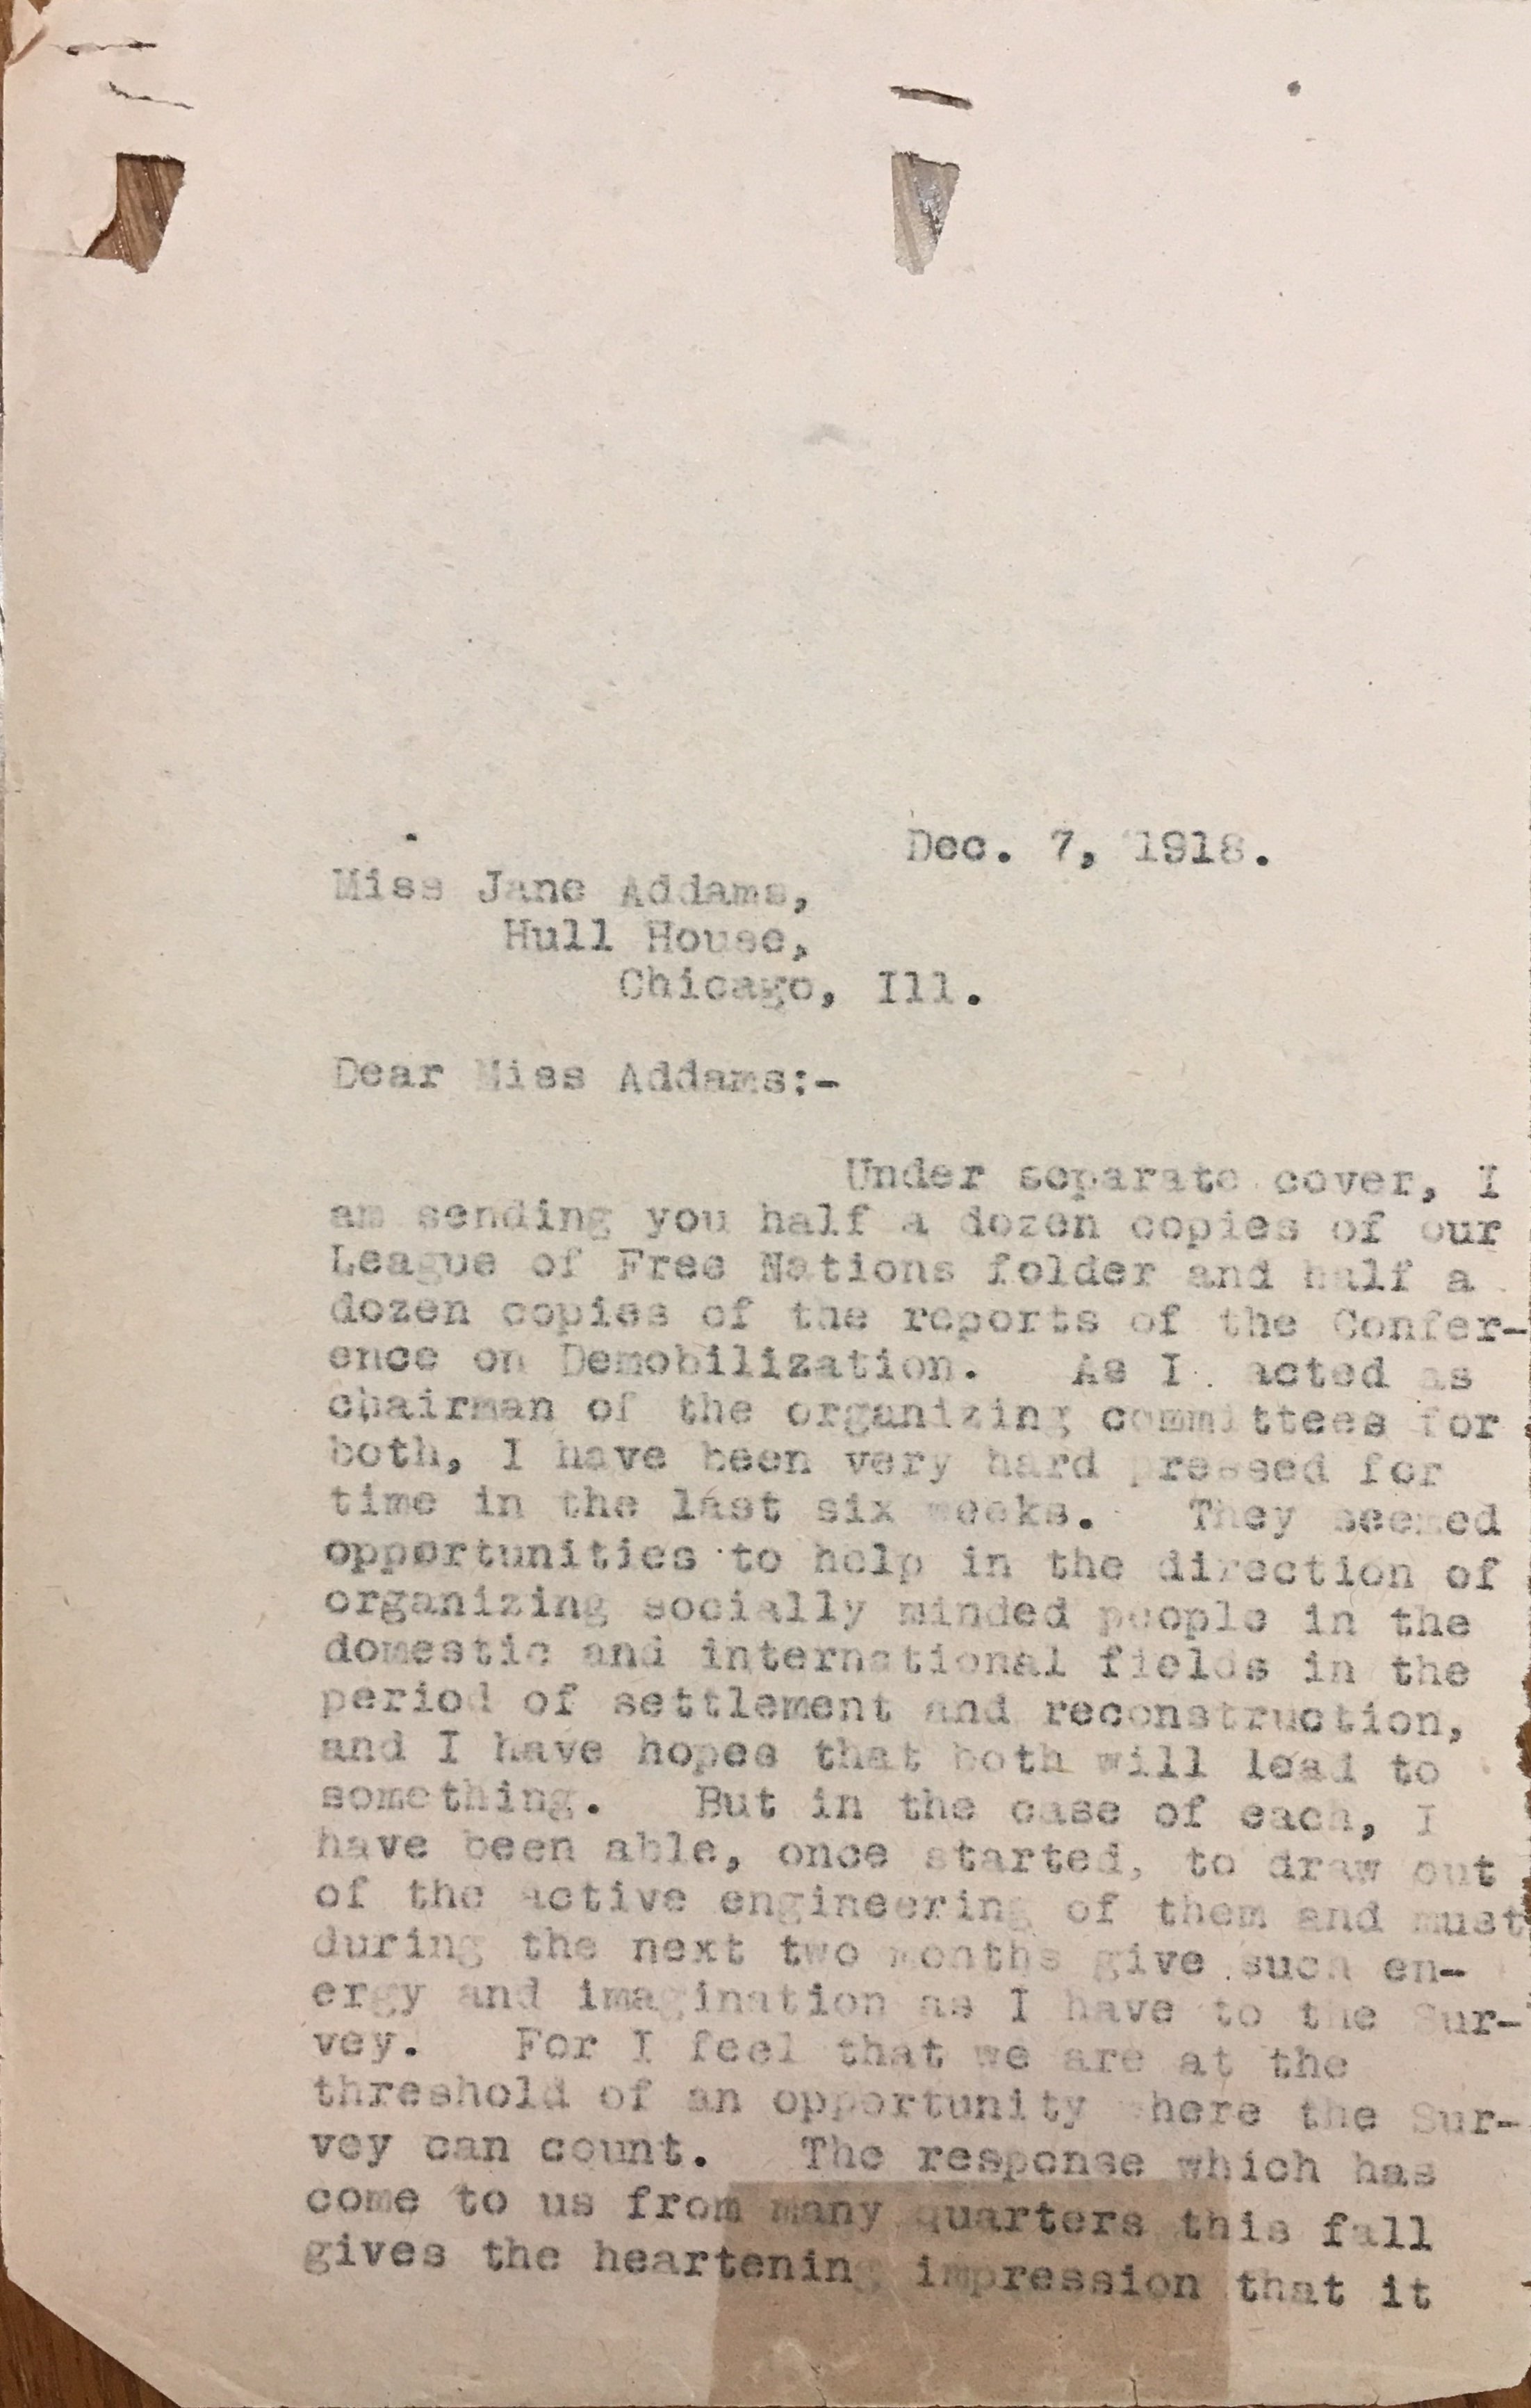 Dec. 7, 1918.
Miss Jane Addams,
Hull House,
Chicago, Ill.
Dear Miss Addams:-
Under separate cover, I
am sending you half a dozen copies of our
League of Free Nations folder and half a
dozen copies of the reports of the Confer-
ence on Demobilization. As I acted as
chairman of the organizing committees for
both, I have been very hard pressed for
time in the last six weeks. They seemed
opportunities to help in the direction of
organizing socially minded people in the
domestic and international fields in the
period of settlement and reconstruction,
and I have hopes that both will lead to
something. But in the case of each, I
have been able, once started, to draw out
of the active engineering of them and must
during the next two months give such en-
ergy and imagination as I have to the Sur-
vey. For I feel that we are at the
threshold of an opportunity where the Sur-
vey can count. The response which has
come to us from many quarters this fall
gives the heartening impression that it